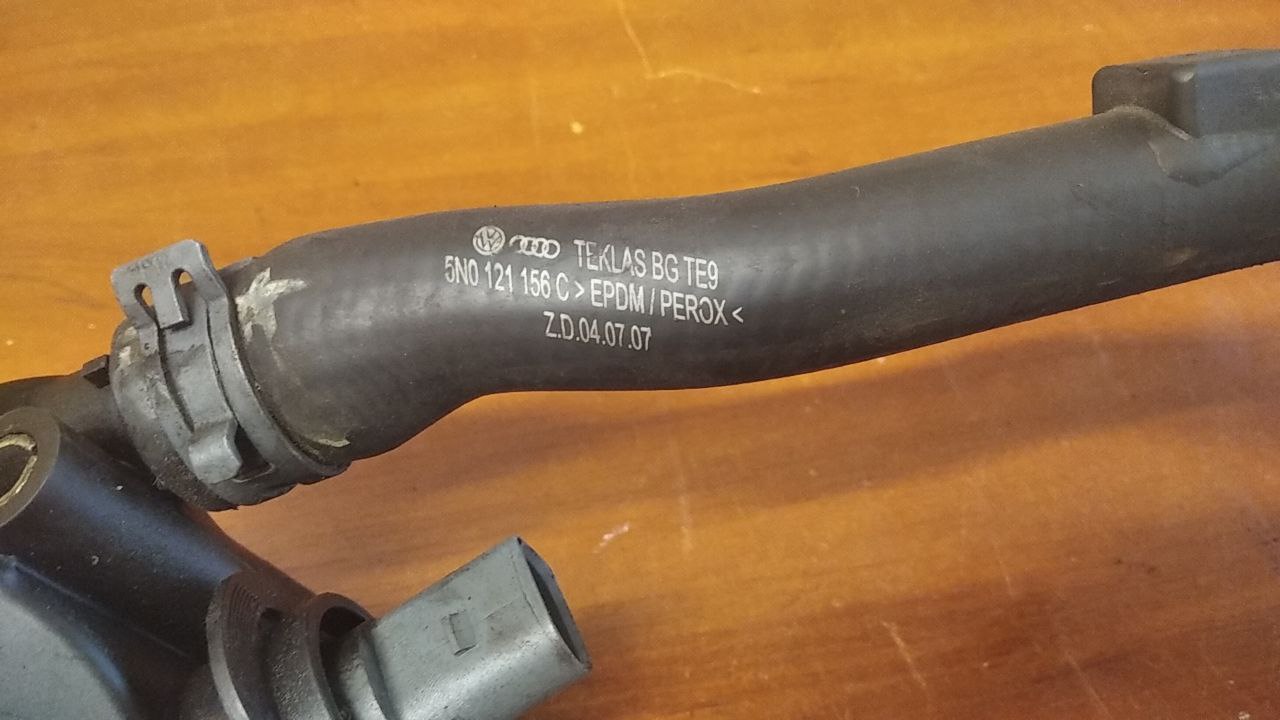 TEKLAS BG TE9
5N0 121 156 C >EPDM / PEROX<
Z.D.04.07.07